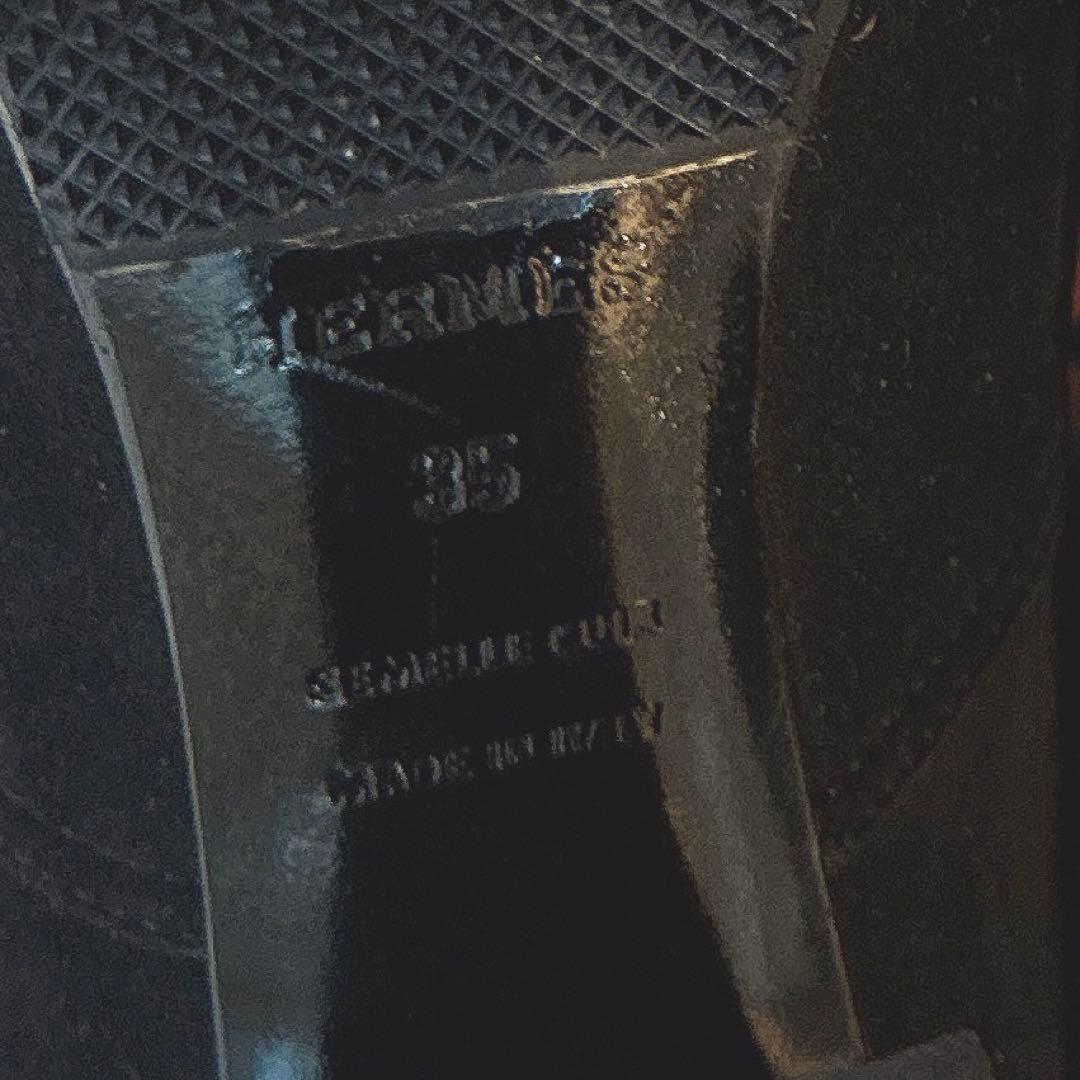 HERMES
35
SEMELLE CUIR
MADE IN ITALY